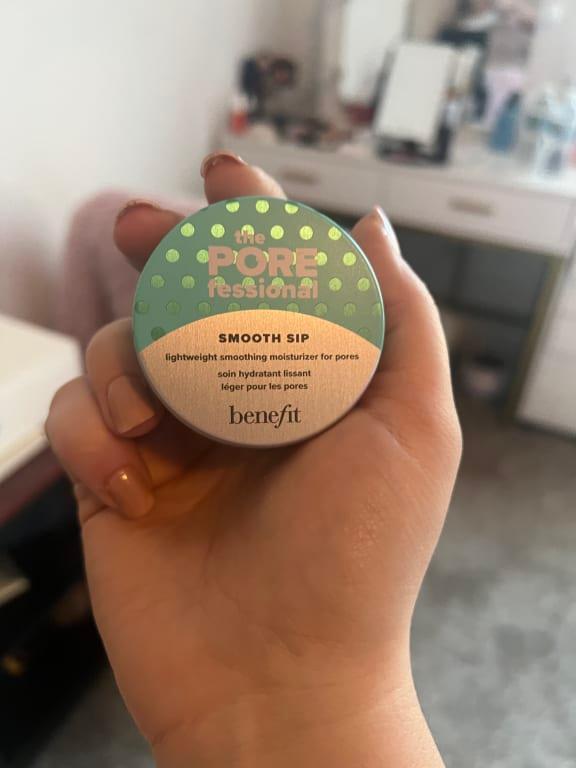 the
PORE
fessional
SMOOTH SIP
lightweight smoothing moisturizer for pores
soin hydratant lissant
léger pour les pores
benefit